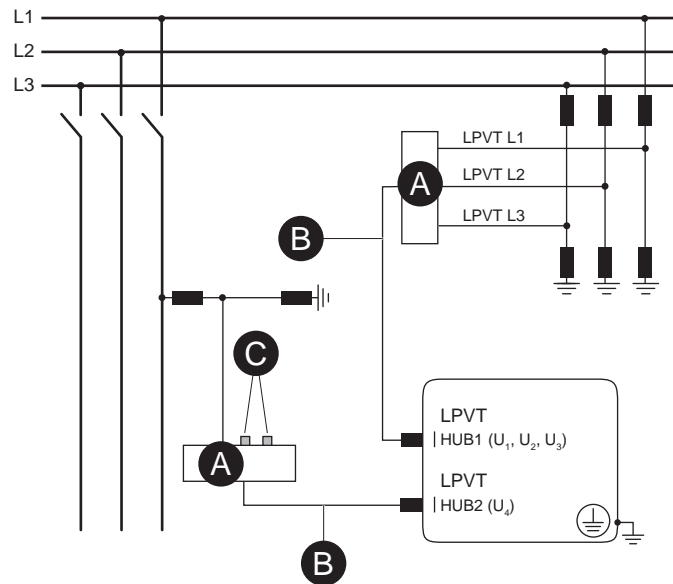 L1
L2
L3
LPVT L1
A
LPVT L2
B
LPVT L3
C
LPVT
HUB1 (U₁, U₂, U₃)
A
LPVT
HUB2 (U₄)
B